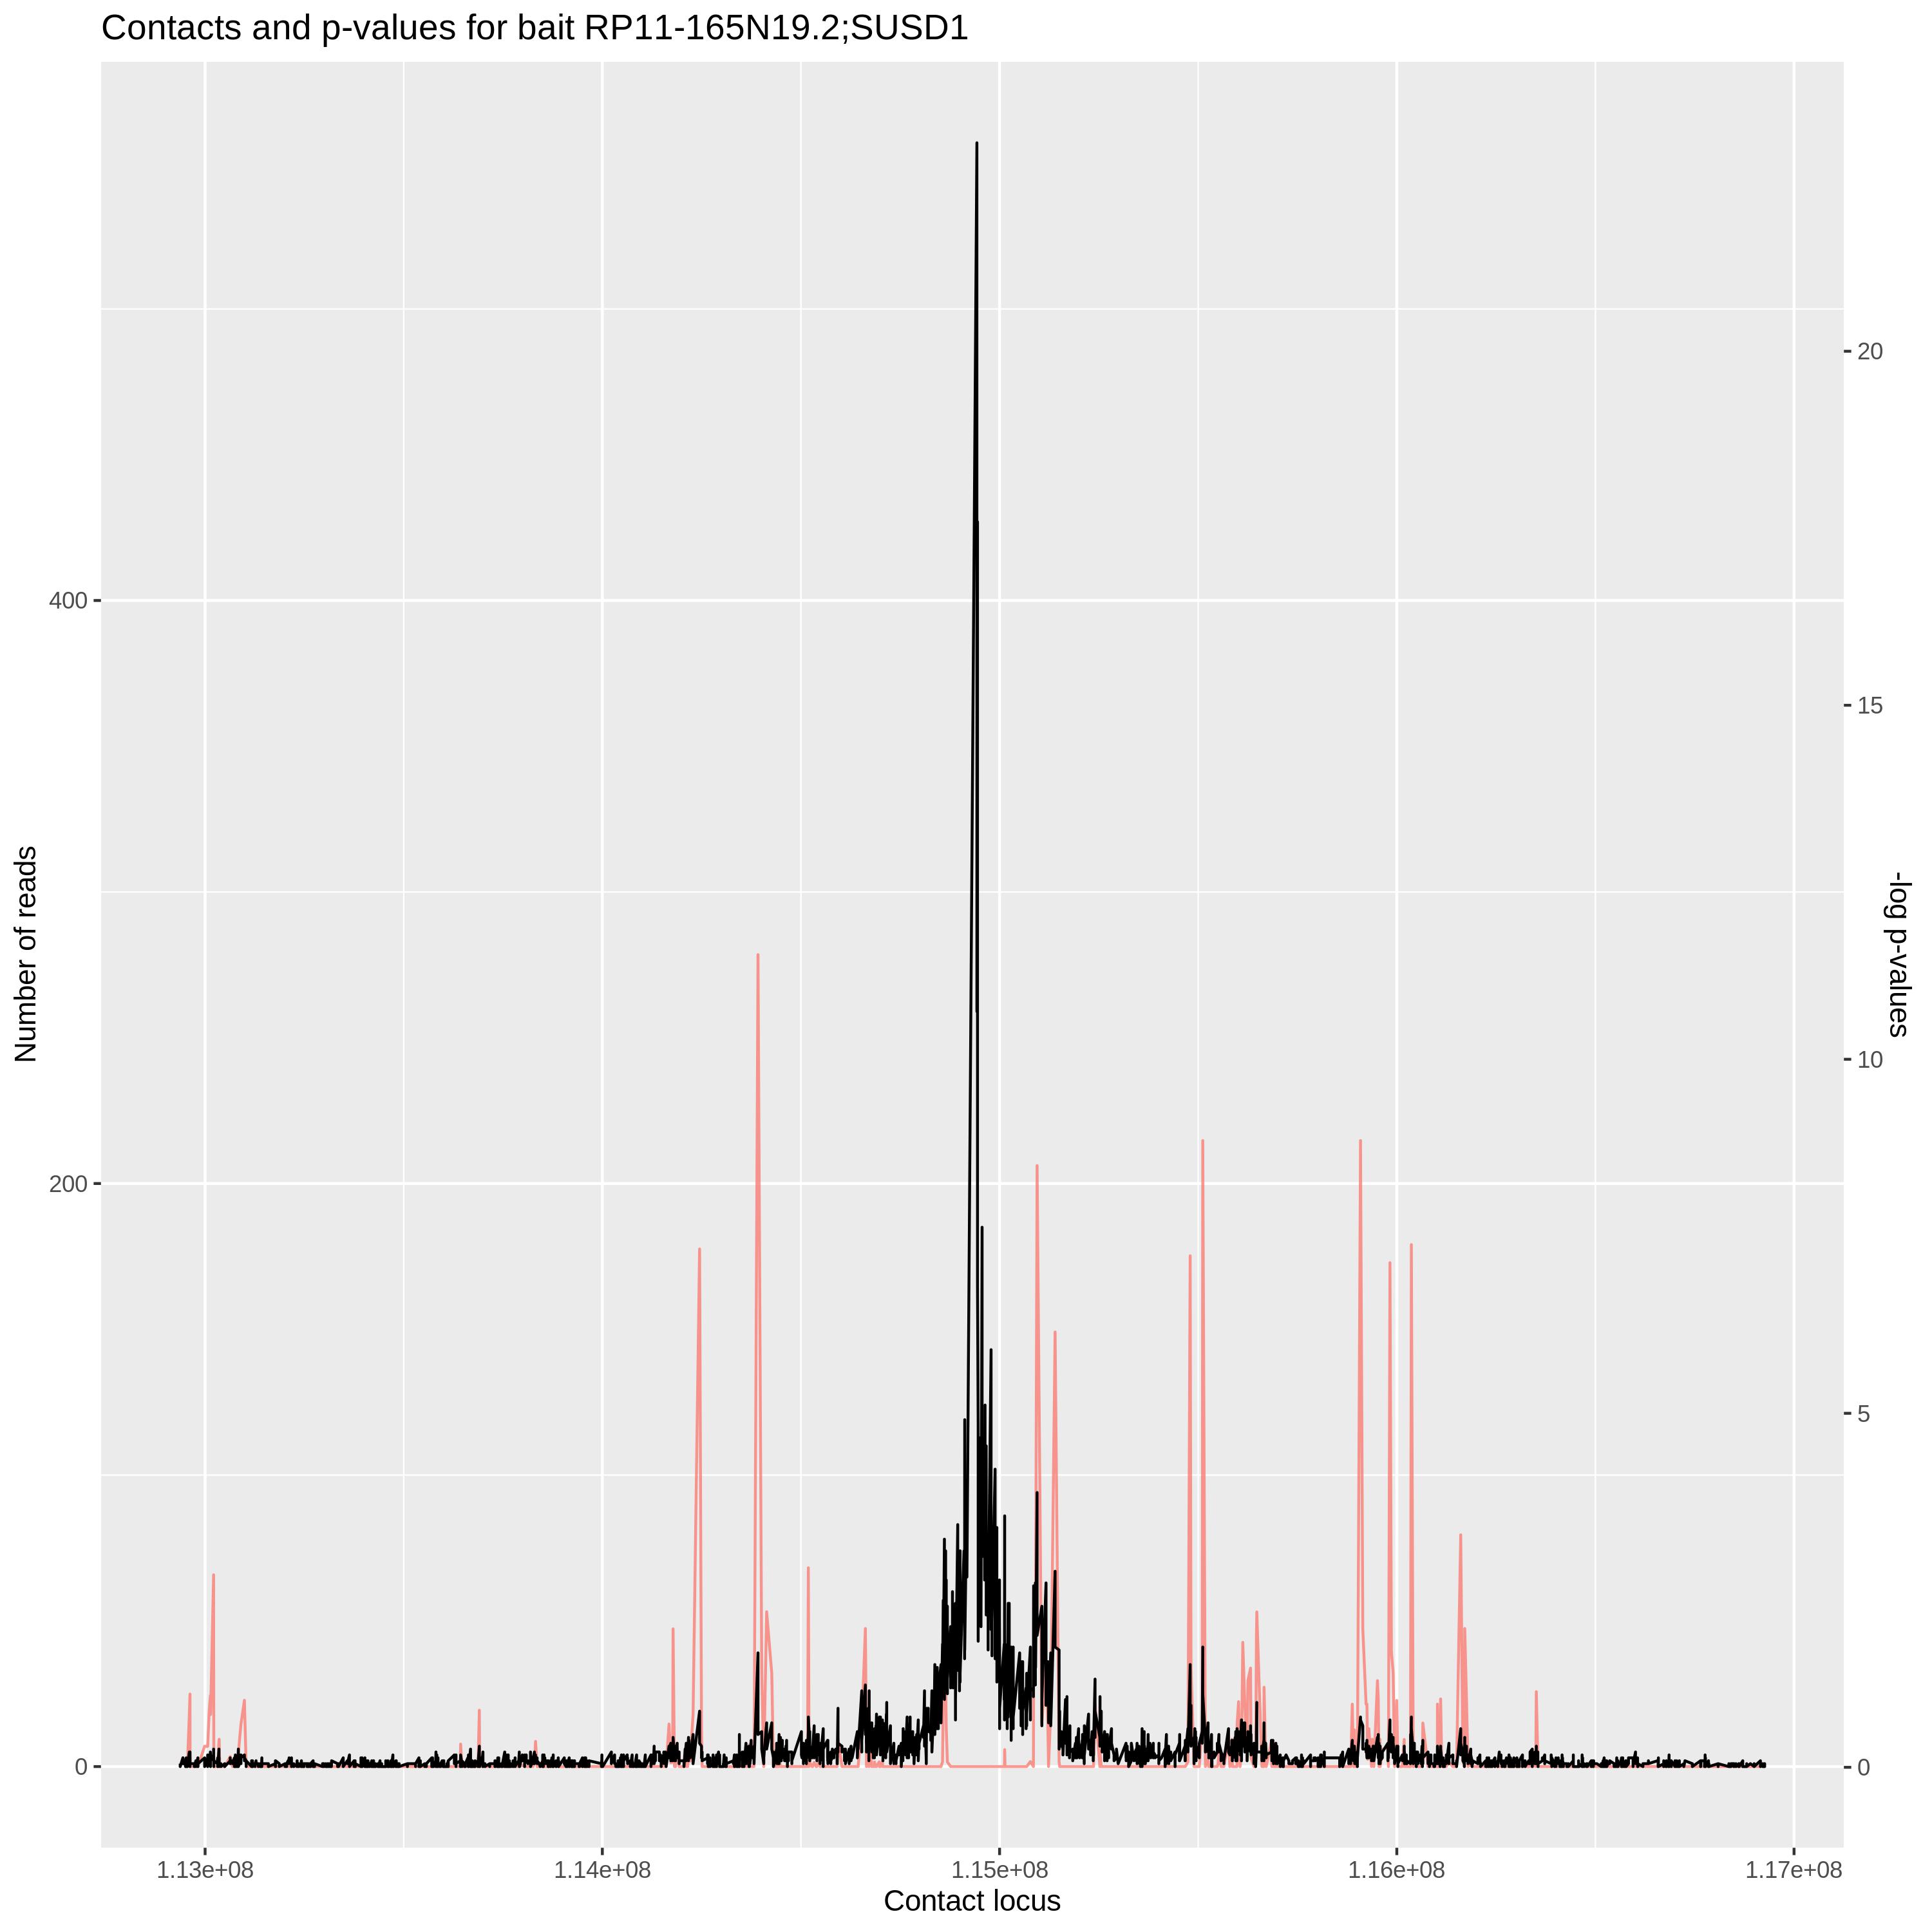 Contacts and p-values for bait RP11-165N19.2;SUSD1
Number of reads
400
200
0
20
15
10
5
0
-log p-values
1.13e+08 1.14e+08 1.15e+08 1.16e+08 1.17e+08
Contact locus